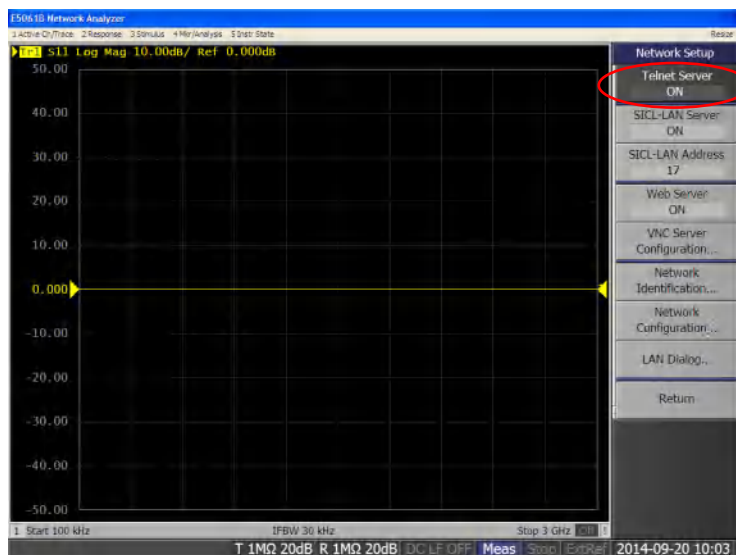 E5061B Network Analyzer
1 Active Ch/Trace 2 Response 3 Stimulus 4 Mkr/Analysis 5 Instr State
Resize
Tr1 S11 Log Mag 10.00dB/ Ref 0.000dB
50.00
40.00
30.00
20.00
10.00
0.000
-10.00
-20.00
-30.00
-40.00
-50.00
Network Setup
Telnet Server
ON
SICL-LAN Server
ON
SICL-LAN Address
17
Web Server
ON
VNC Server
Configuration...
Network
Identification...
Network
Configuration...
LAN Dialog..
Return
1 Start 100 kHz
IFBW 30 kHz
Stop 3 GHz
T 1MΩ 20dB R 1MΩ 20dB DC LF OFF Meas Stop ExtRef 2014-09-20 10:03